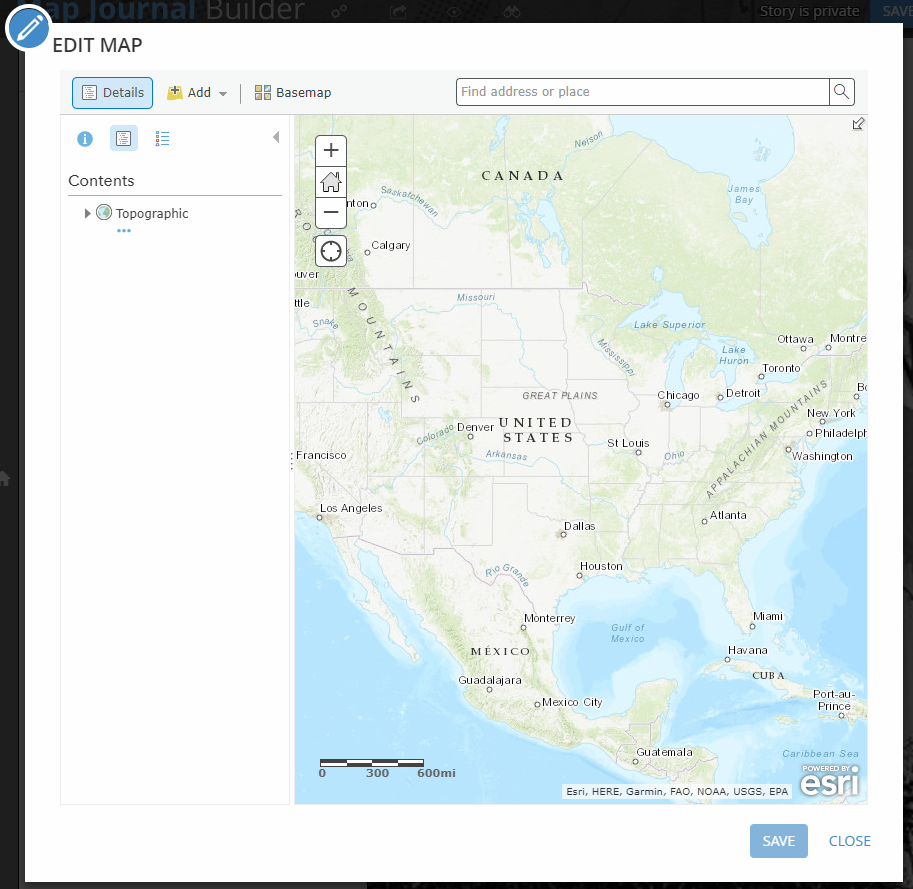 ap Journal Builder
Story is private
SAVE
EDIT MAP
Details
Add
Basemap
Find address or place
Contents
Topographic
Nelson
CANADA
James
Bay
nton
Saskatchewan
Calgary
uver
ttle
Missouri
Snake
MOUNTAINS
Lake Superior
Mississippi
Ottawa
Montre
Lake
Huron
Toronto
GREAT PLAINS
Chicago
Detroit
New York
Philadelph
Washington
APPALACHIAN MOUNTAINS
Denver
UNITED
STATES
Colorado
St Louis
Arkansas
Ohio
Francisco
Los Angeles
Atlanta
Dallas
Houston
Rio Grande
Monterrey
Gulf of
Mexico
Miami
MÉXICO
Havana
CUBA
Guadalajara
Mexico City
Port-au-
Prince
Guatemala
Caribbean Sea
0 300 600mi
Esri, HERE, Garmin, FAO, NOAA, USGS, EPA
POWERED BY
esri
SAVE
CLOSE